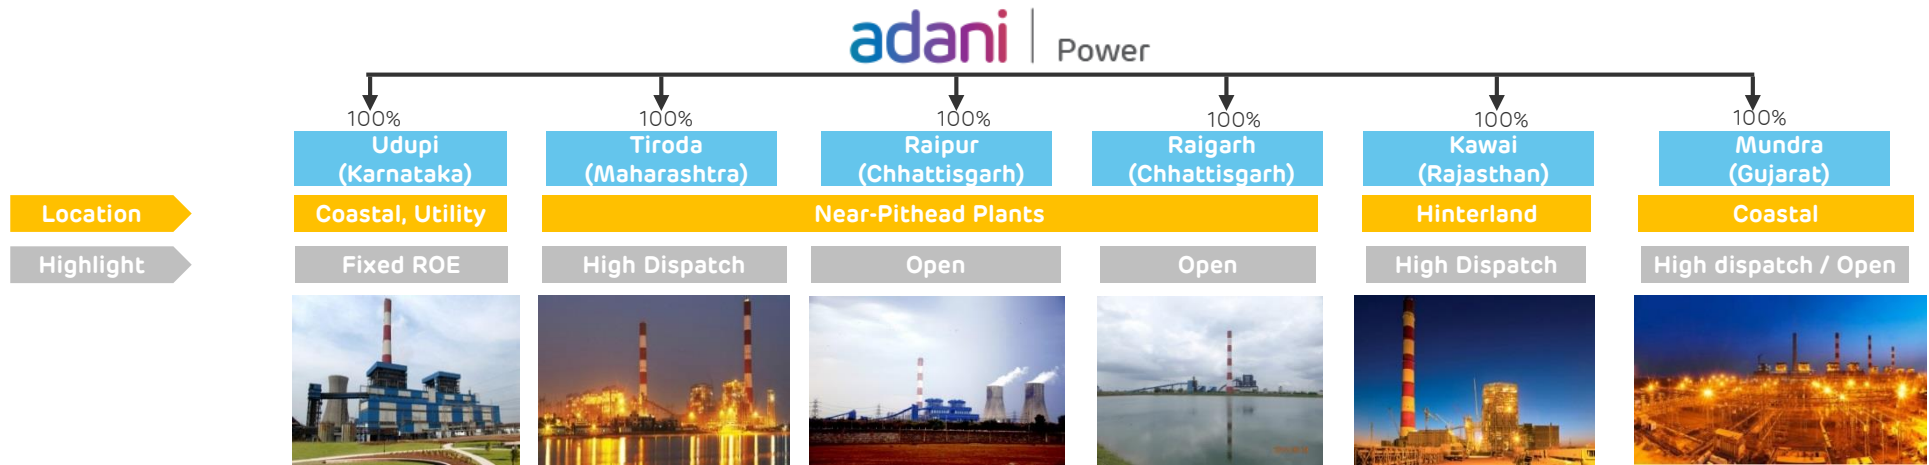 adani | Power
100% 100% 100% 100% 100% 100%
Udupi
(Karnataka)
Tiroda
(Maharashtra)
Raipur
(Chhattisgarh)
Raigarh
(Chhattisgarh)
Kawai
(Rajasthan)
Mundra
(Gujarat)
Location
Coastal, Utility
Near-Pithead Plants
Hinterland
Coastal
Highlight
Fixed ROE
High Dispatch
Open
Open
High Dispatch
High dispatch / Open